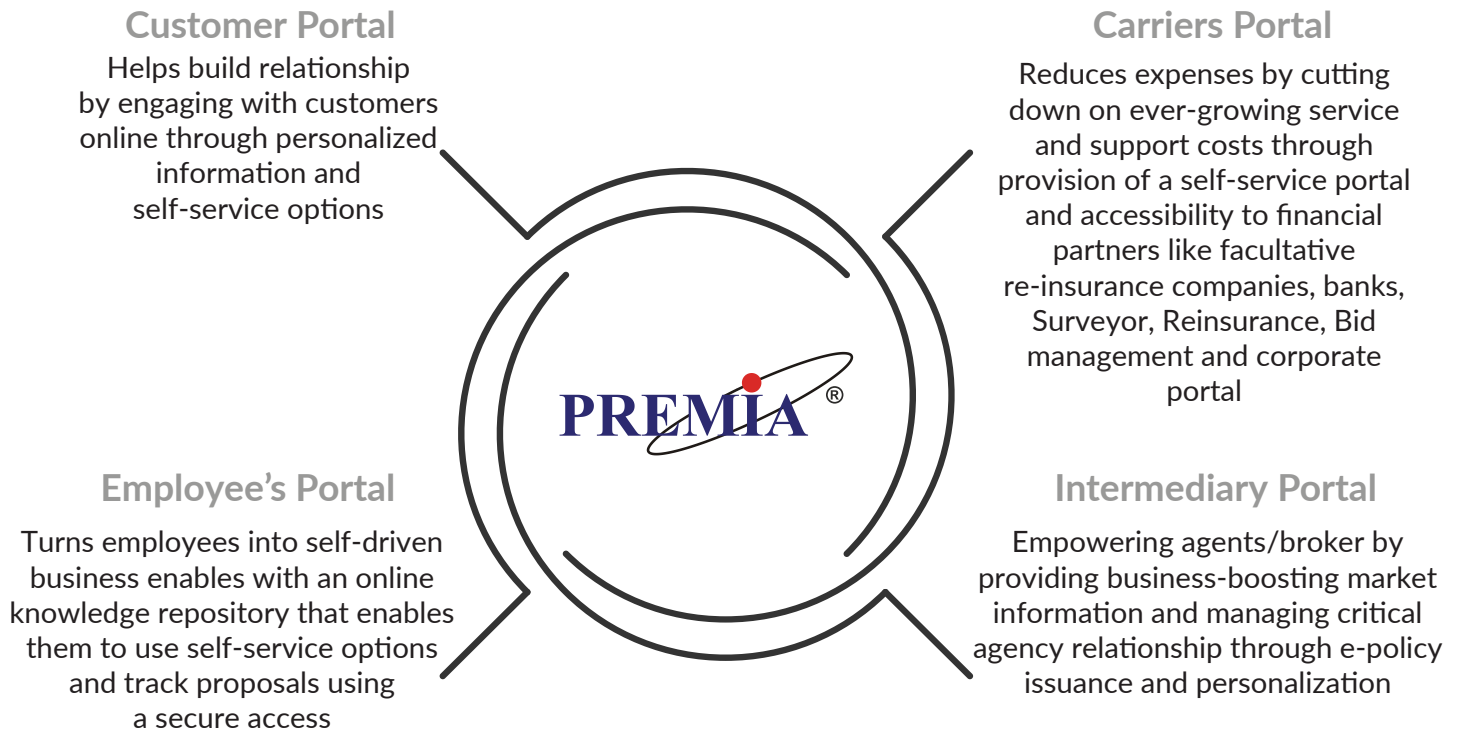 Customer Portal
Helps build relationship
by engaging with customers
online through personalized
information and
self-service options
Carriers Portal
Reduces expenses by cutting
down on ever-growing service
and support costs through
provision of a self-service portal
and accessibility to financial
partners like facultative
re-insurance companies, banks,
Surveyor, Reinsurance, Bid
management and corporate
portal
PREMIA ®
Employee’s Portal
Turns employees into self-driven
business enables with an online
knowledge repository that enables
them to use self-service options
and track proposals using
a secure access
Intermediary Portal
Empowering agents/broker by
providing business-boosting market
information and managing critical
agency relationship through e-policy
issuance and personalization